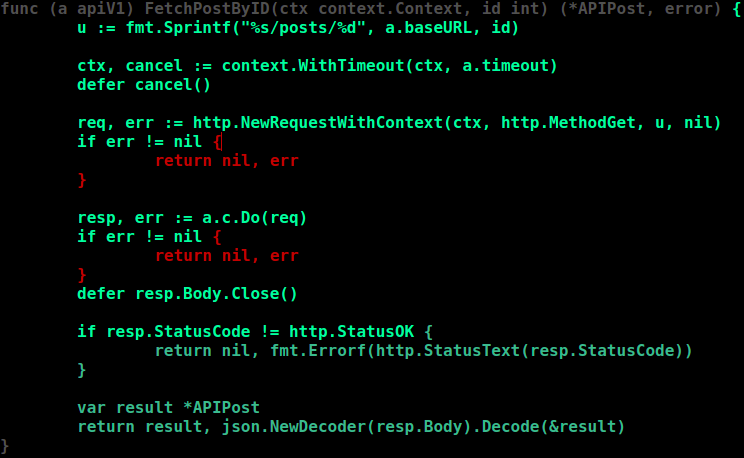 func (a apiV1) FetchPostByID(ctx context.Context, id int) (*APIPost, error) {
u := fmt.Sprintf("%s/posts/%d", a.baseURL, id)
ctx, cancel := context.WithTimeout(ctx, a.timeout)
defer cancel()
req, err := http.NewRequestWithContext(ctx, http.MethodGet, u, nil)
if err != nil {
return nil, err
}
resp, err := a.c.Do(req)
if err != nil {
return nil, err
}
defer resp.Body.Close()
if resp.StatusCode != http.StatusOK {
return nil, fmt.Errorf(http.StatusText(resp.StatusCode))
}
var result *APIPost
return result, json.NewDecoder(resp.Body).Decode(&result)
}